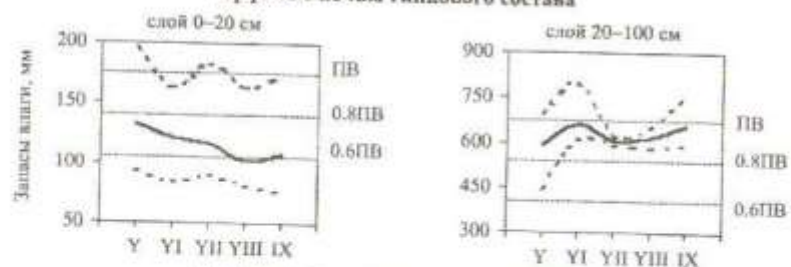 слой 0–20 см
слой 20–100 см
Запасы влаги, мм
200
150
100
50
ПВ
0.8ПВ
0.6ПВ
Y YI YII YIII IX
900
750
600
450
300
ПВ
0.8ПВ
0,6ПВ
Y YI YII YIII IX